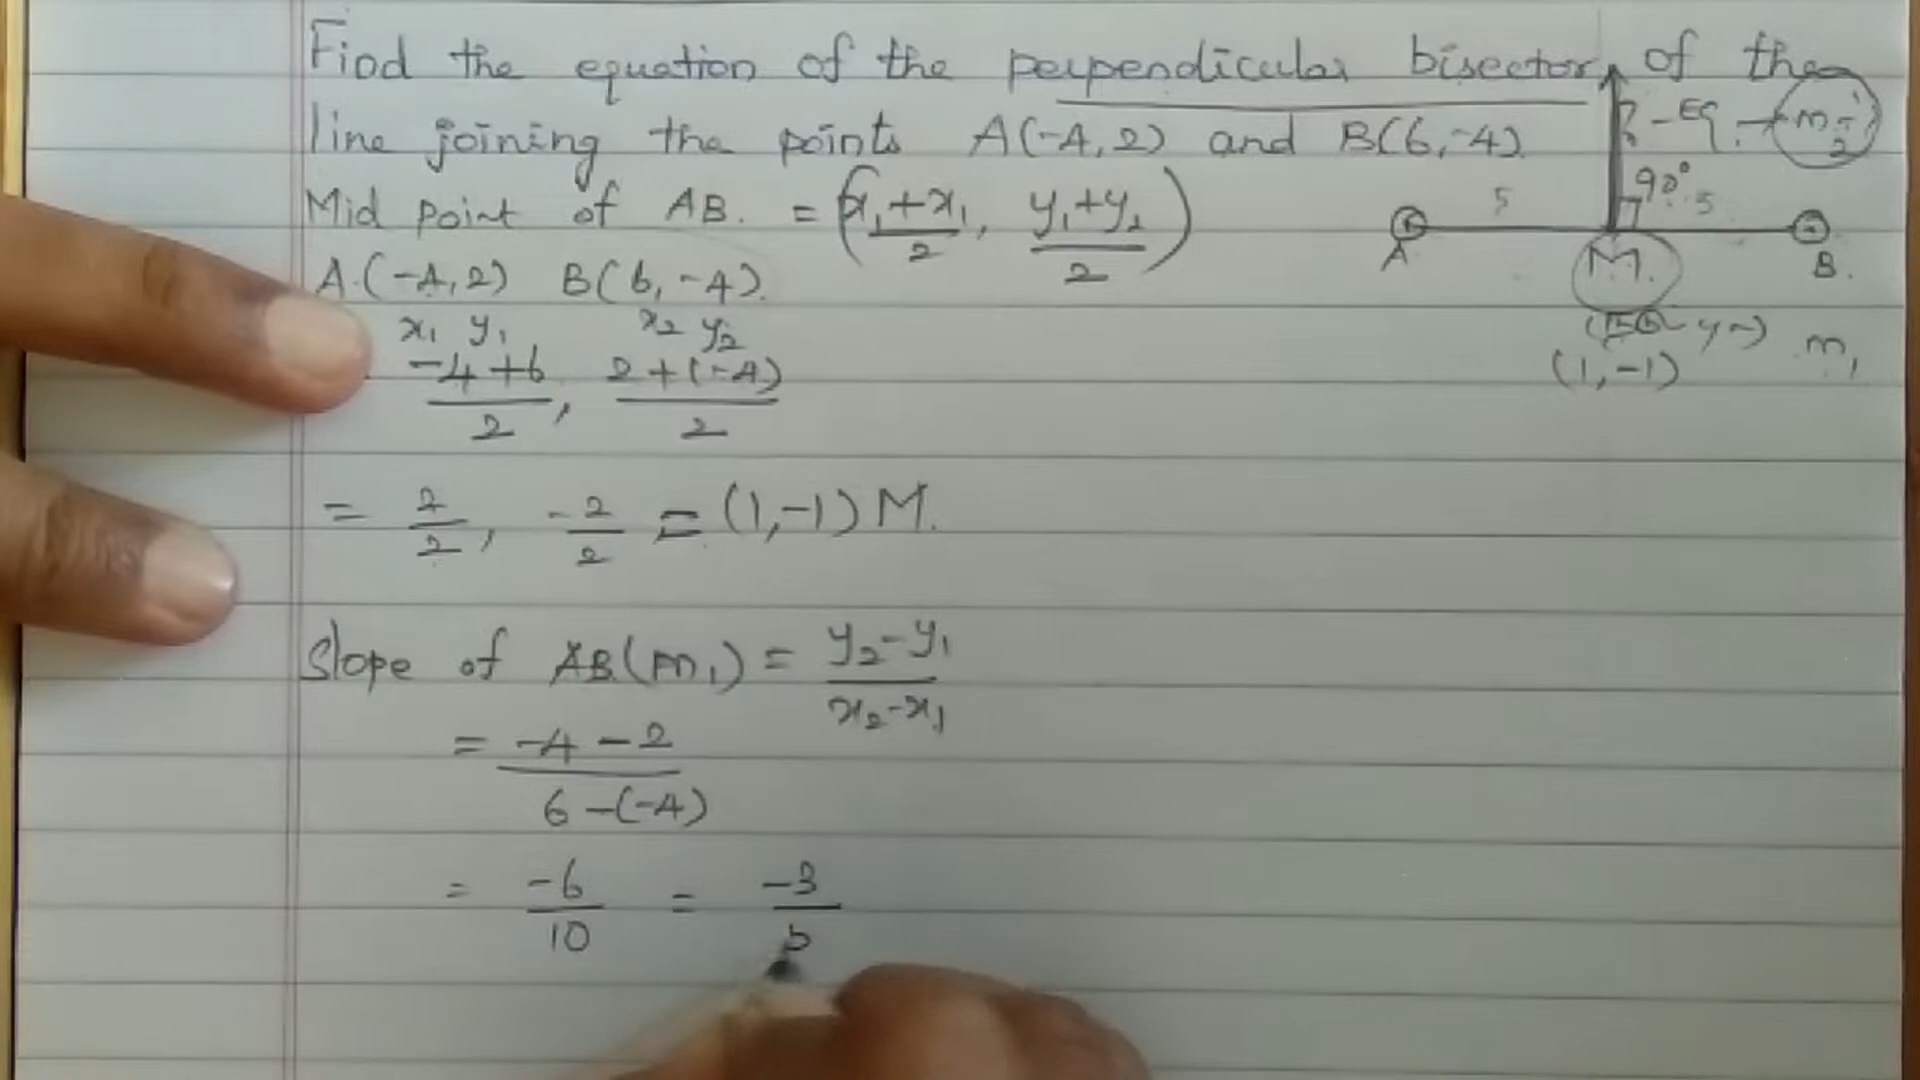 Find the equation of the perpendicular bisector of the
line joining the points A(-4,2) and B(6,-4)
Mid point of AB. = (x₁+x₁/2, y₁+y₂/2)
A.(-4,2) B(6,-4).
x₁ y₁ x₂ y₂
-4+6/2, 2+(-4)/2
= 2/2, -2/2 = (1,-1) M.
Slope of AB(m₁) = y₂-y₁/x₂-x₁
= -4-2/6-(-4)
= -6/10 = -3/5
Eq. → m₂
90°
5 5
A M. B.
(1,-1) m₁